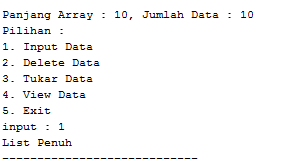 Panjang Array : 10, Jumlah Data : 10
Pilihan :
1. Input Data
2. Delete Data
3. Tukar Data
4. View Data
5. Exit
input : 1
List Penuh
------------------------------